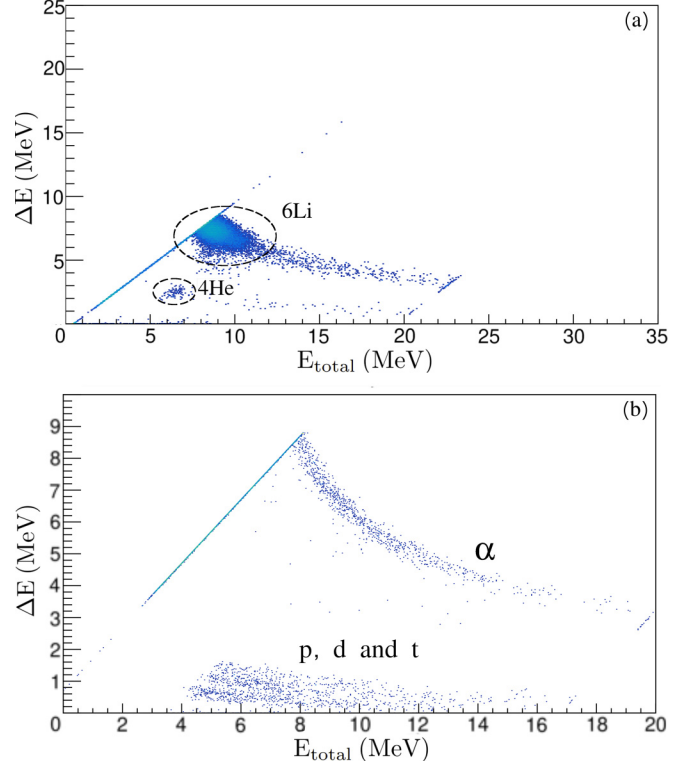 25
(a)
20
ΔE (MeV)
15
10
6Li
5
4He
0 5 10 15 20 25 30 35
E_total (MeV)
(b)
9
8
7
6
ΔE (MeV)
5
α
4
3
2
p, d and t
1
0 2 4 6 8 10 12 14 16 18 20
E_total (MeV)